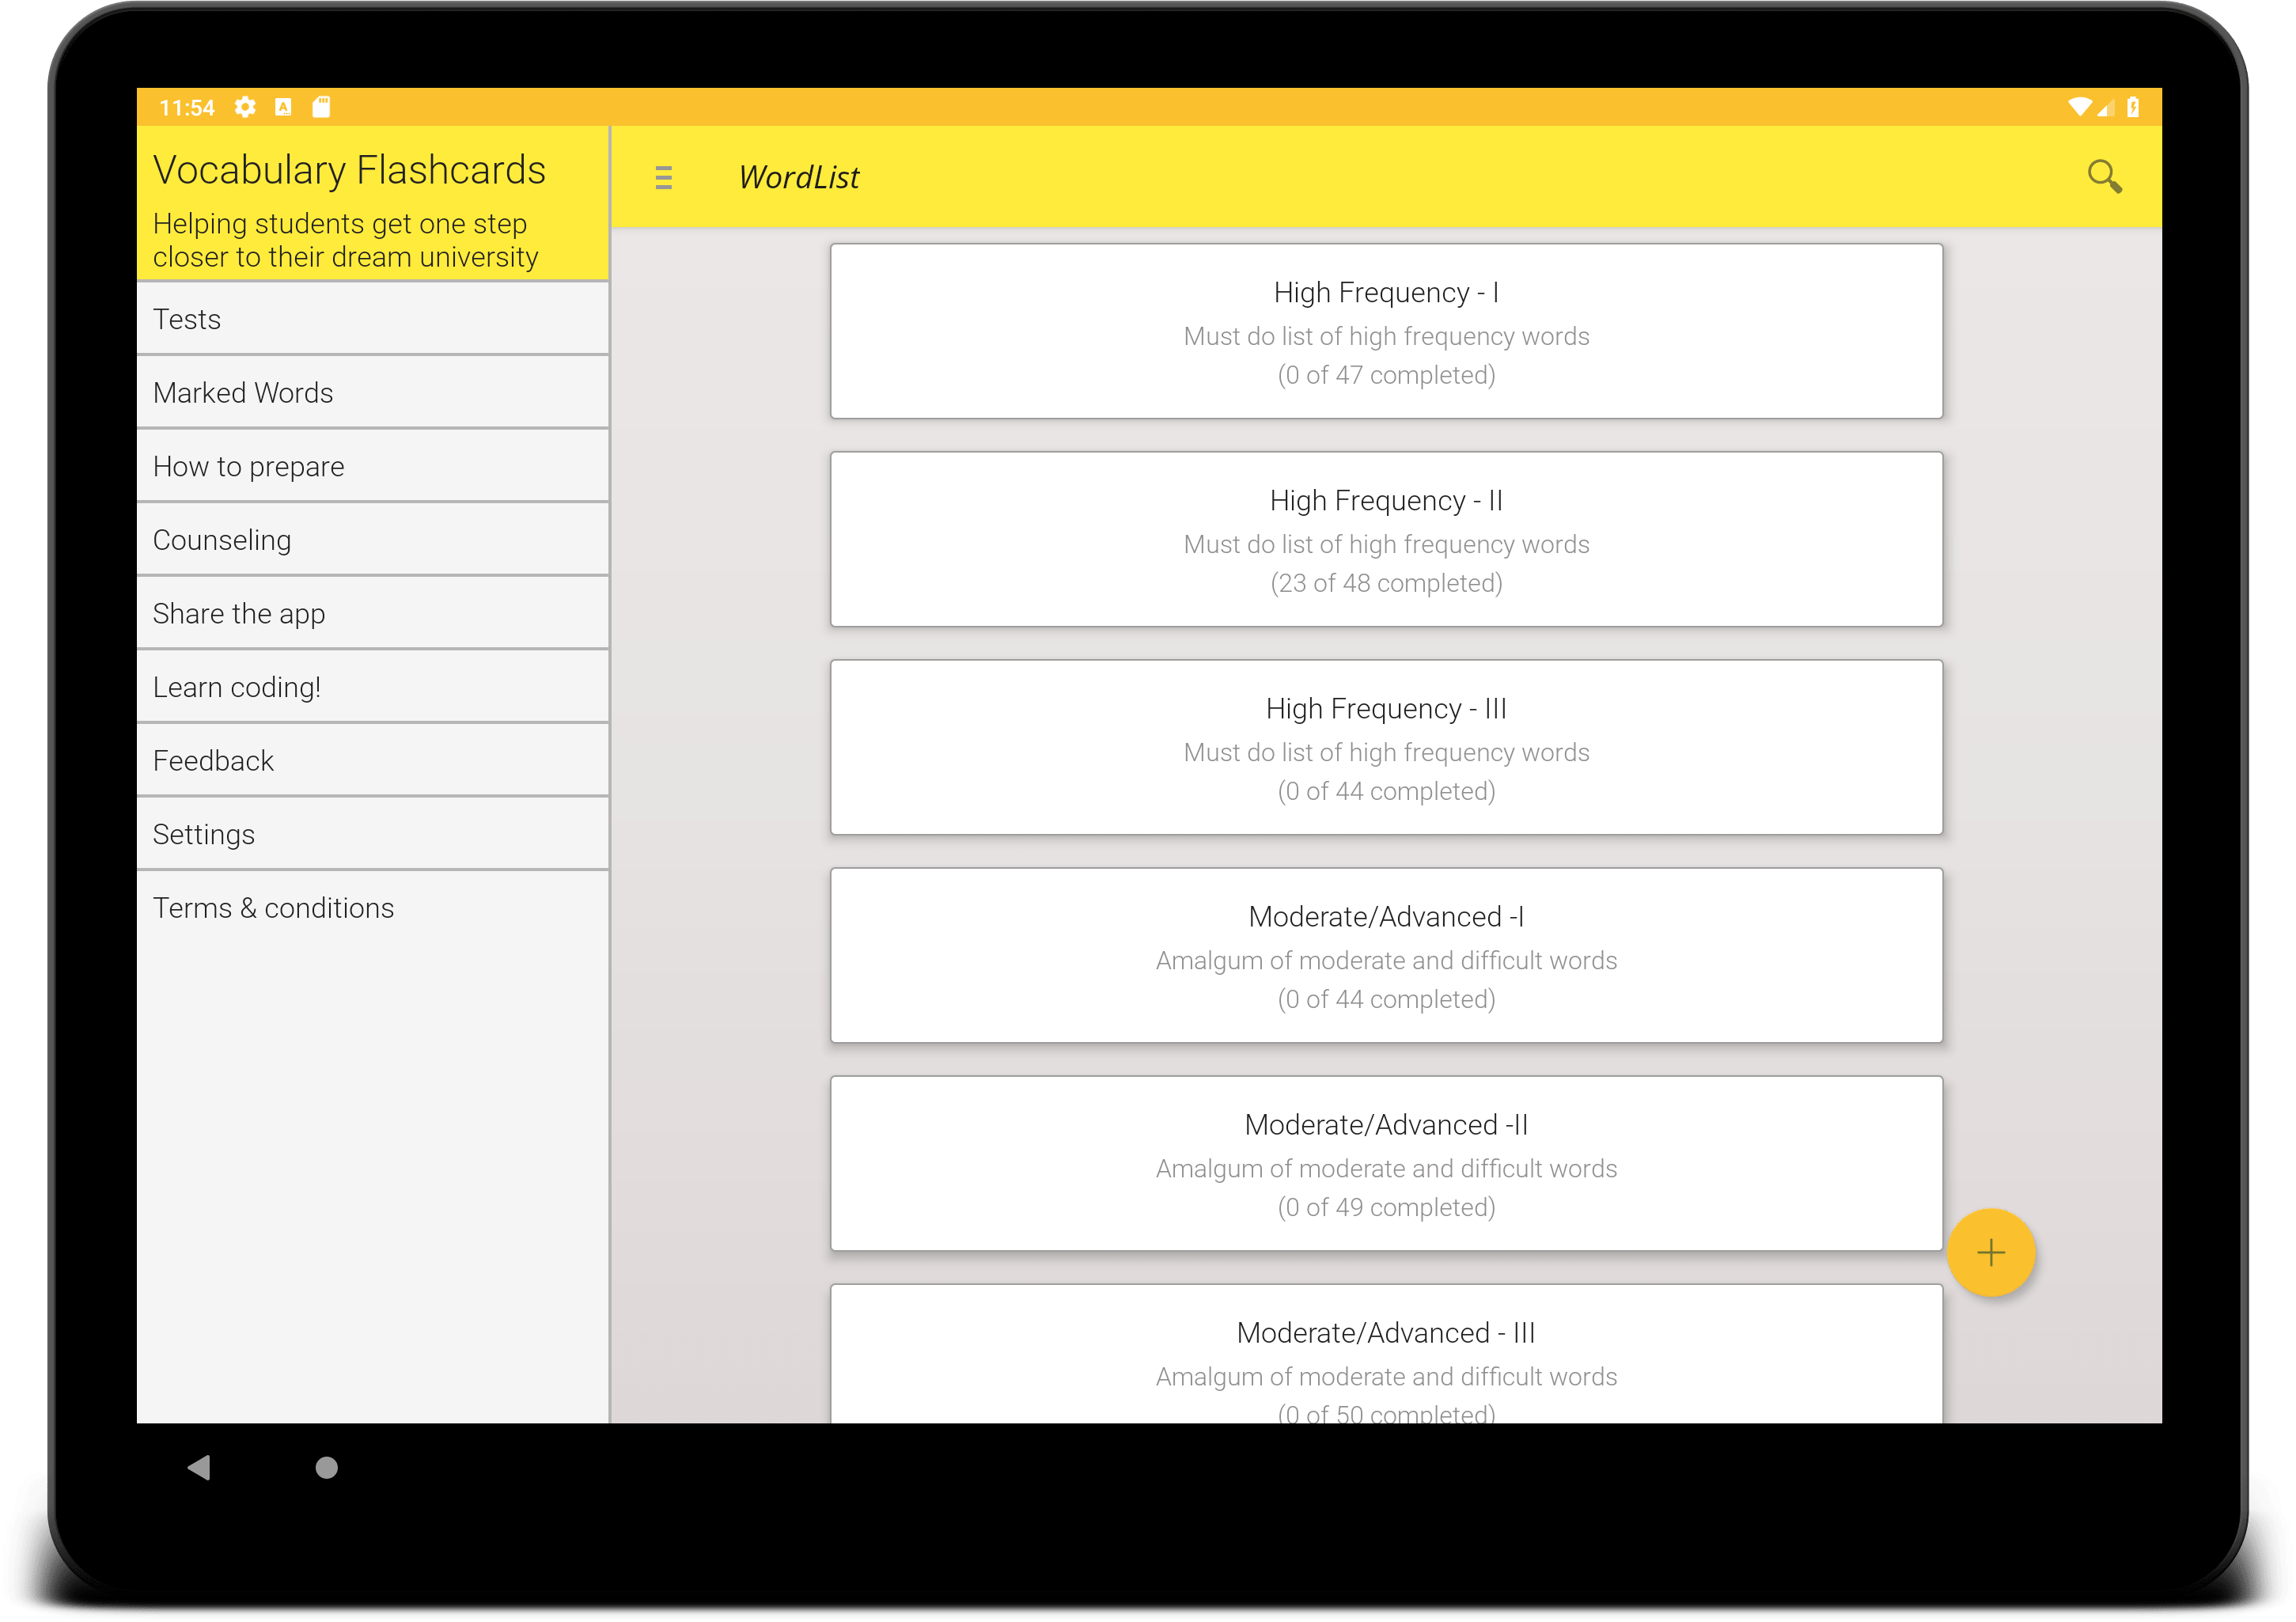 11:54
Vocabulary Flashcards
Helping students get one step
closer to their dream university
Tests
Marked Words
How to prepare
Counseling
Share the app
Learn coding!
Feedback
Settings
Terms & conditions
WordList
High Frequency - I
Must do list of high frequency words
(0 of 47 completed)
High Frequency - II
Must do list of high frequency words
(23 of 48 completed)
High Frequency - III
Must do list of high frequency words
(0 of 44 completed)
Moderate/Advanced -I
Amalgum of moderate and difficult words
(0 of 44 completed)
Moderate/Advanced -II
Amalgum of moderate and difficult words
(0 of 49 completed)
Moderate/Advanced - III
Amalgum of moderate and difficult words
(0 of 50 completed)